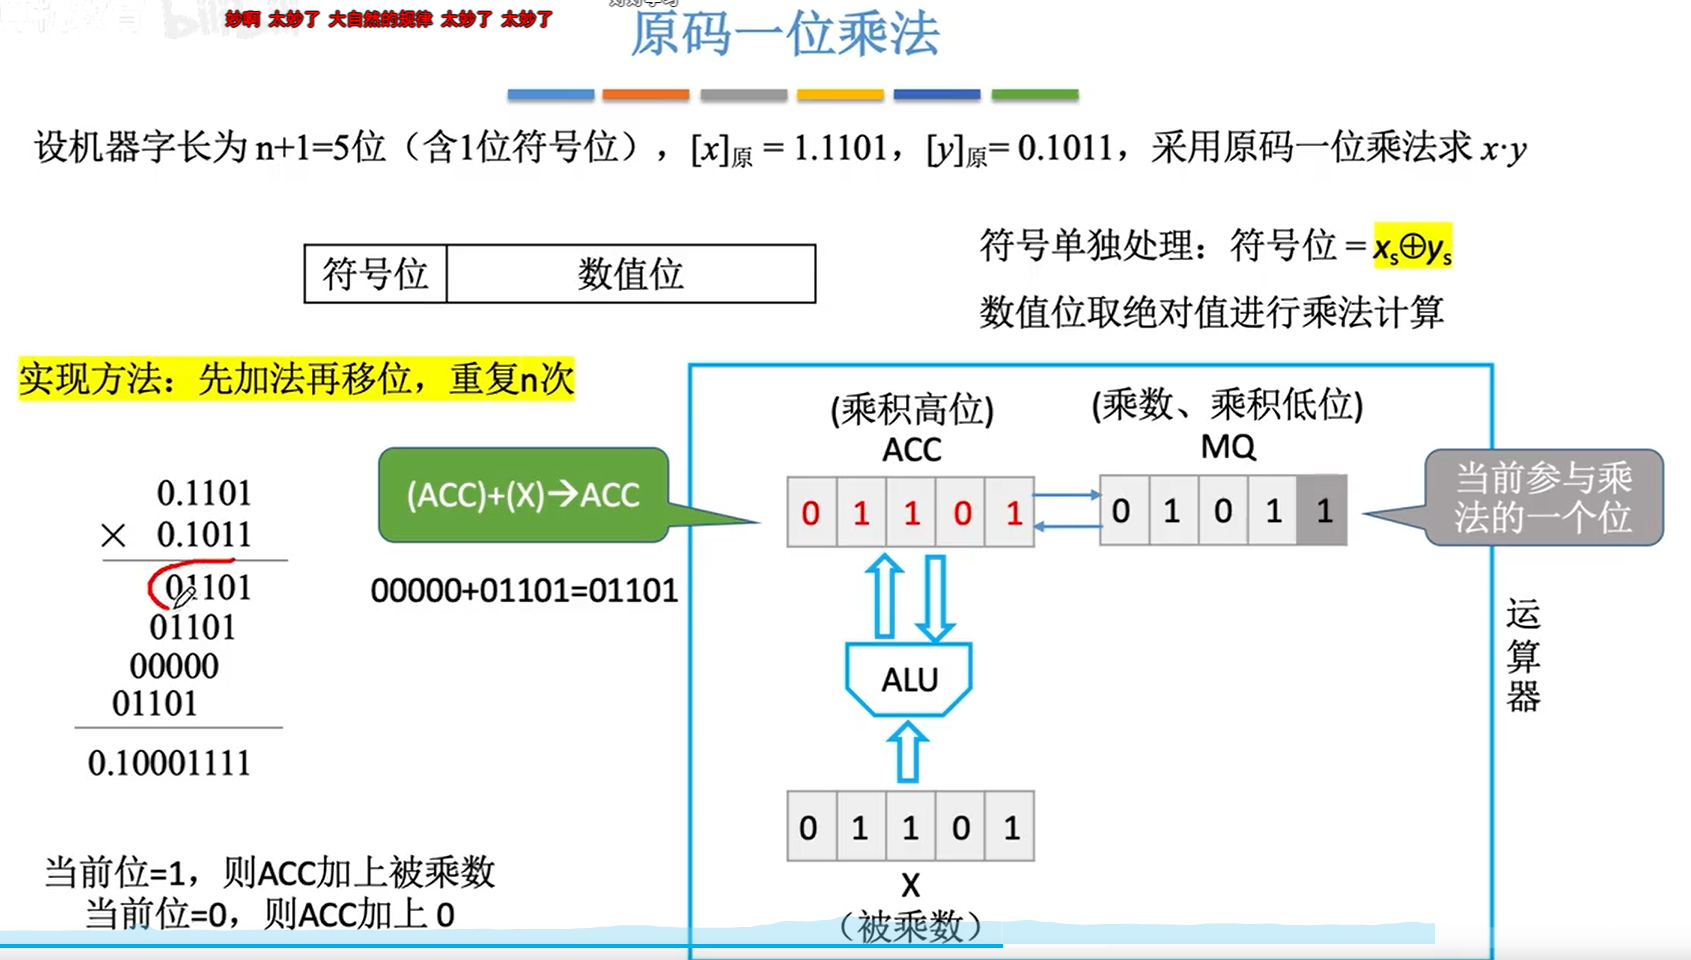 妙啊 太妙了 大自然的规律 太妙了 太妙了
原码一位乘法
设机器字长为 n+1=5位（含1位符号位），[x]原 = 1.1101，[y]原= 0.1011，采用原码一位乘法求 x·y
符号位 数值位
符号单独处理：符号位 = xs⊕ys
数值位取绝对值进行乘法计算
实现方法：先加法再移位，重复n次
(乘积高位)
ACC
(乘数、乘积低位)
MQ
(ACC)+(X)→ACC
0 1 1 0 1
0 1 0 1 1
当前参与乘
法的一个位
0.1101
× 0.1011
01101
01101
00000
01101
0.10001111
00000+01101=01101
ALU
运
算
器
0 1 1 0 1
X
（被乘数）
当前位=1，则ACC加上被乘数
当前位=0，则ACC加上 0